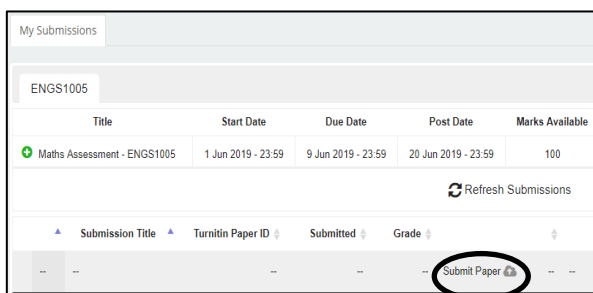 My Submissions
ENGS1005
Title Start Date Due Date Post Date Marks Available
Maths Assessment - ENGS1005 1 Jun 2019 - 23:59 9 Jun 2019 - 23:59 20 Jun 2019 - 23:59 100
Refresh Submissions
Submission Title Turnitin Paper ID Submitted Grade
-- -- -- -- -- Submit Paper -- --